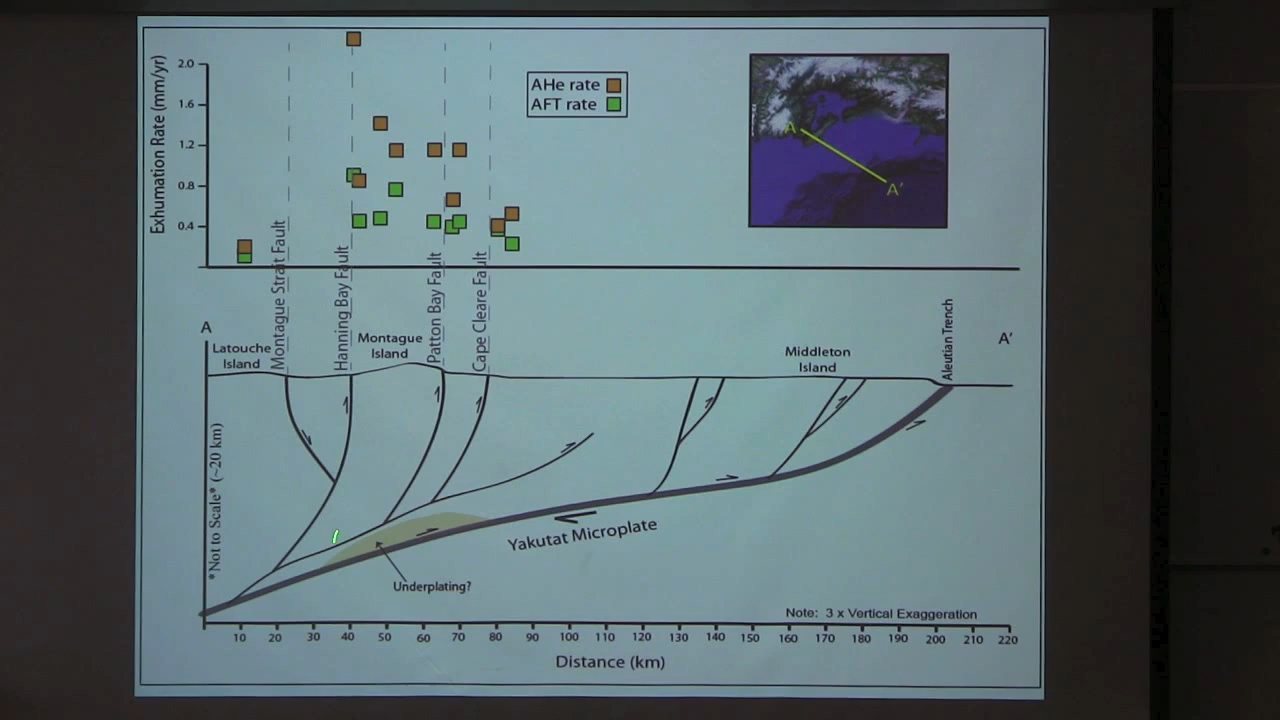 Exhumation Rate (mm/yr)
2.0
1.6
1.2
0.8
0.4
AHe rate
AFT rate
A
A'
Montague Strait Fault
Hanning Bay Fault
Patton Bay Fault
Cape Cleare Fault
Aleutian Trench
A
A'
Latouche
Island
Montague
Island
Middleton
Island
*Not to Scale* (~20 km)
Yakutat Microplate
Underplating?
Note: 3 x Vertical Exaggeration
10 20 30 40 50 60 70 80 90 100 110 120 130 140 150 160 170 180 190 200 210 220
Distance (km)